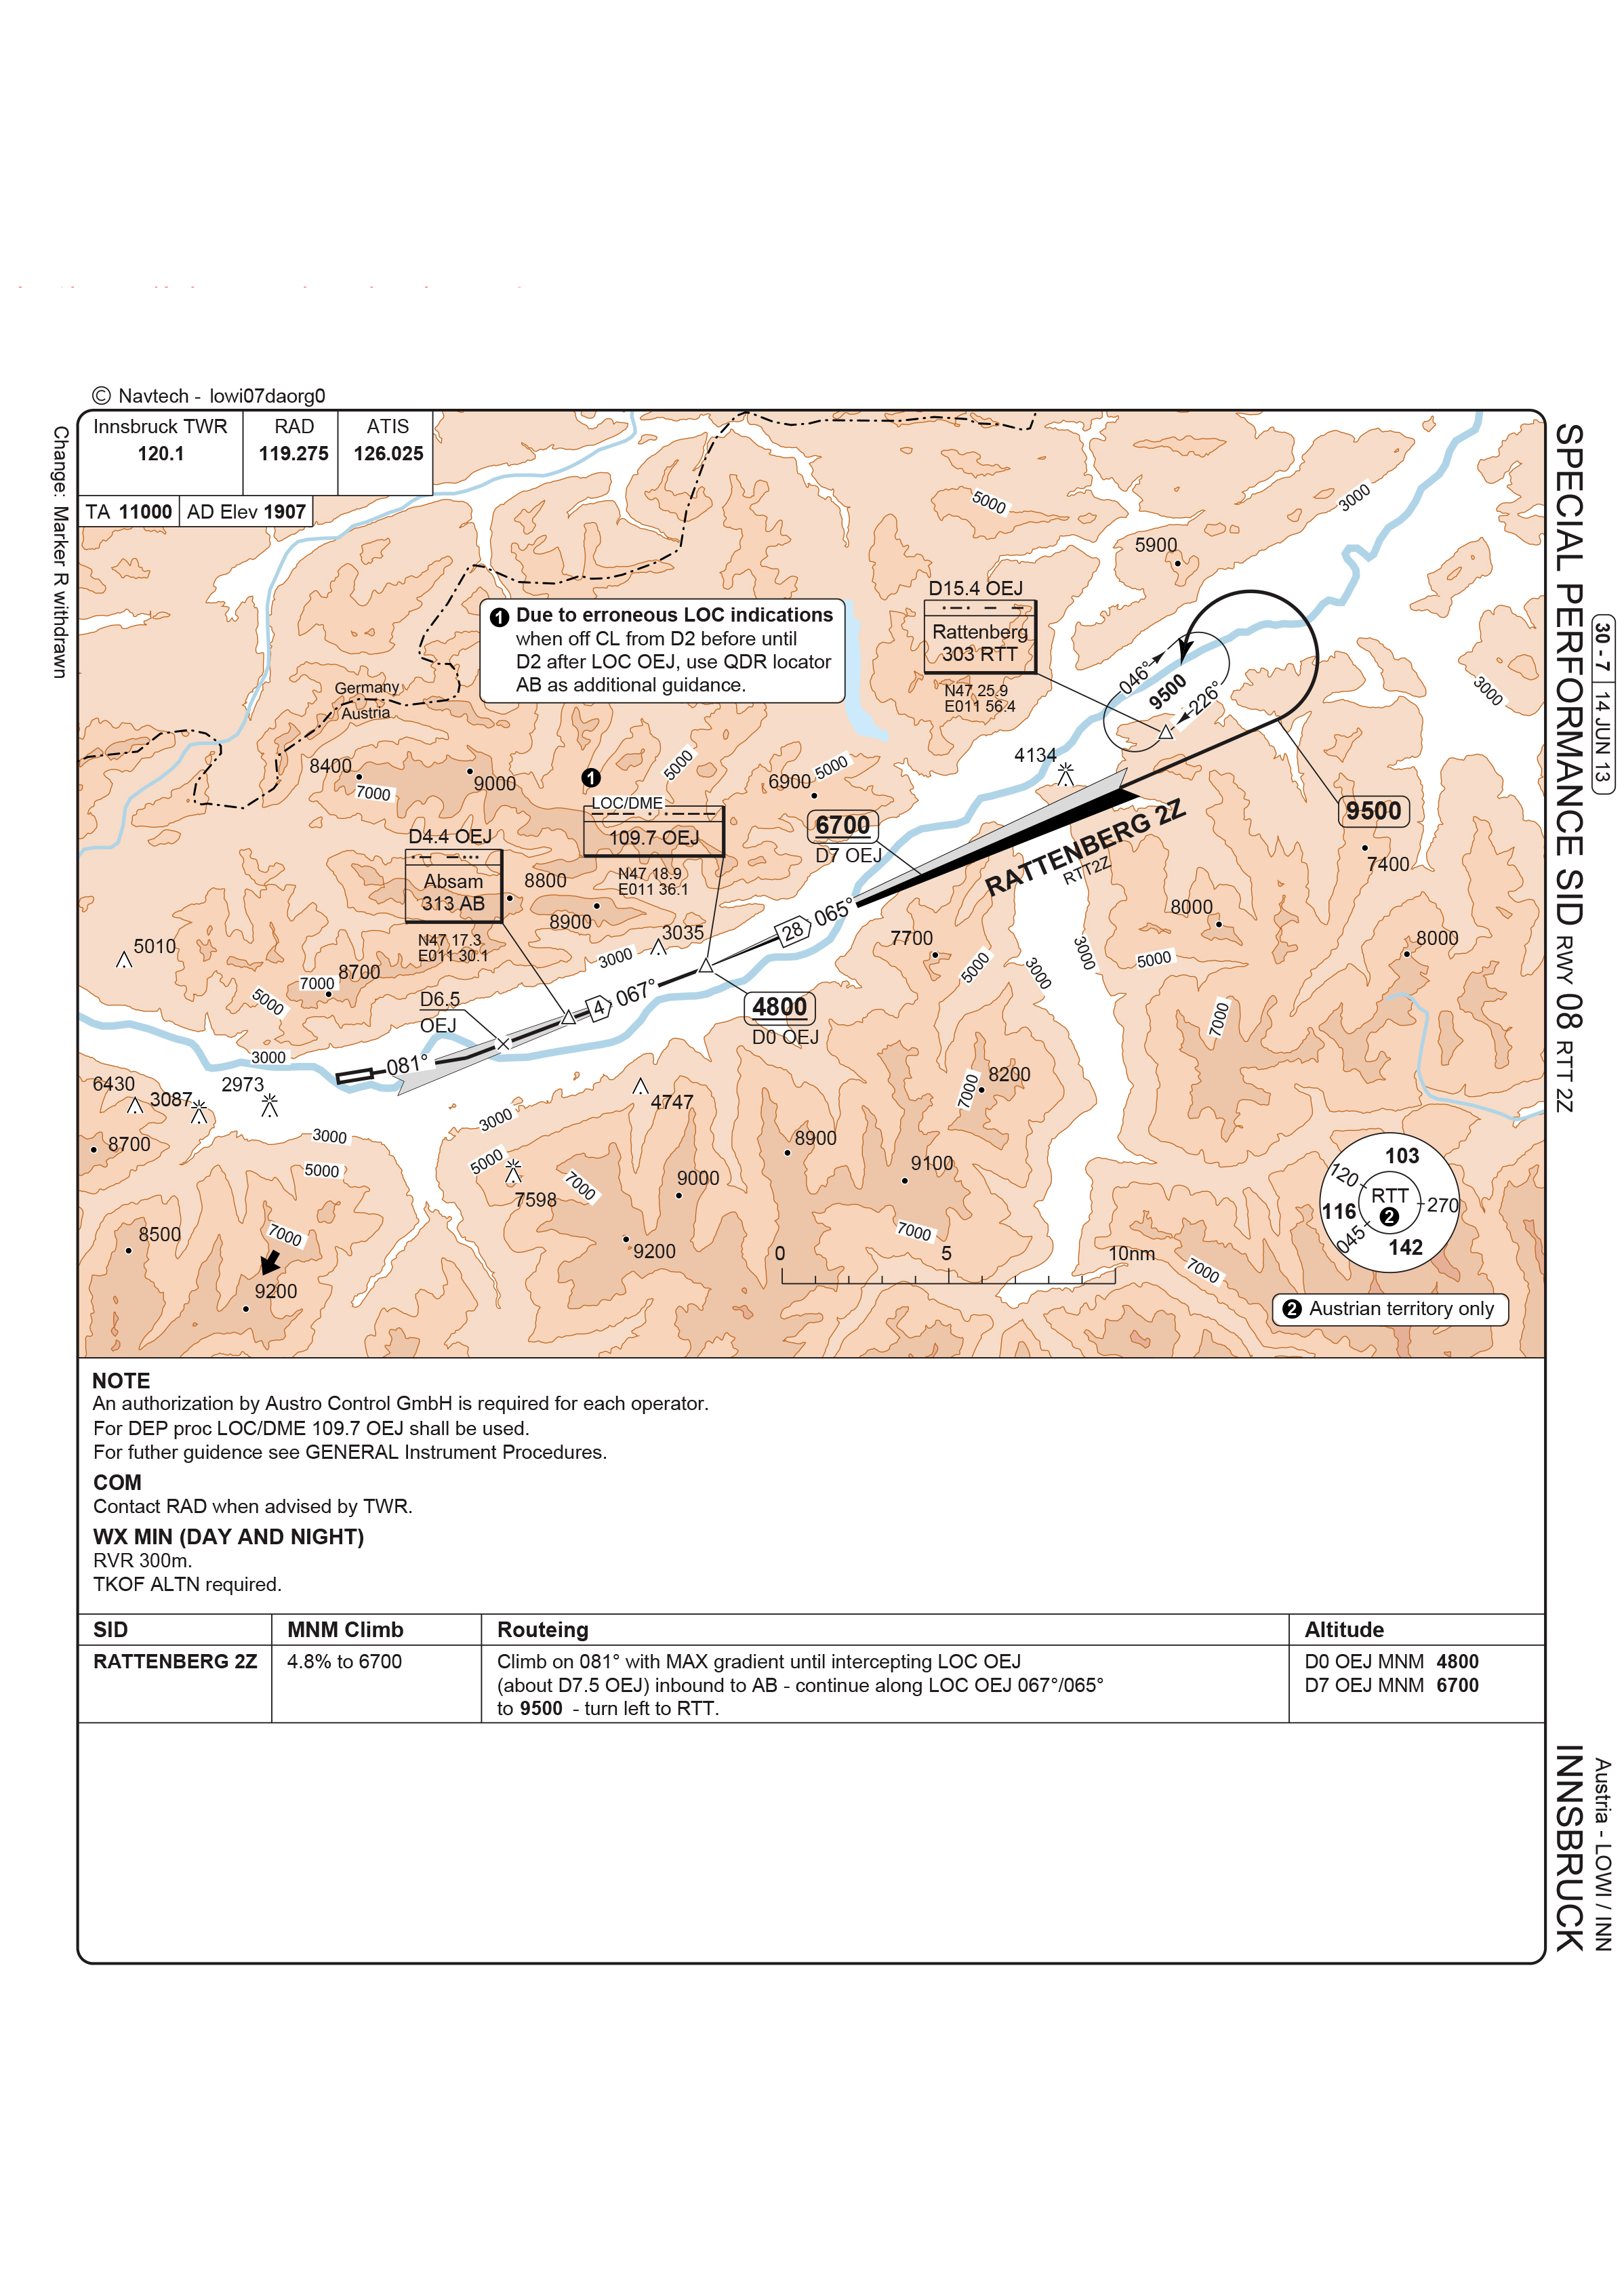 © Navtech - lowi07daorg0
Change: Marker R withdrawn
SPECIAL PERFORMANCE SID RWY 08 RTT 2Z
30 - 7 14 JUN 13
Innsbruck TWR
120.1
RAD
119.275
ATIS
126.025
TA 11000
AD Elev 1907
5000
3000
5900
D15.4 OEJ
Rattenberg
303 RTT
N47 25.9
E011 56.4
❶ Due to erroneous LOC indications
when off CL from D2 before until
D2 after LOC OEJ, use QDR locator
AB as additional guidance.
Germany
Austria
046°
9500
226°
3000
8400
7000
9000
❶
5000
6900
5000
4134
LOC/DME
109.7 OEJ
N47 18.9
E011 36.1
6700
D7 OEJ
9500
7400
D4.4 OEJ
Absam
313 AB
N47 17.3
E011 30.1
8800
8900
RATTENBERG 2Z
RTT2Z
28
065°
8000
7700
8000
5010
3035
3000
5000
3000
3000
5000
7000
8700
5000
D6.5
OEJ
4
067°
4800
D0 OEJ
7000
3000
081°
6430
3087
2973
8200
7000
4747
3000
3000
8700
5000
5000
7598
7000
9000
8900
9100
103
120
RTT
270
116
❷
045
142
8500
7000
9200
9200
7000
0
5
10nm
7000
❷ Austrian territory only
NOTE
An authorization by Austro Control GmbH is required for each operator.
For DEP proc LOC/DME 109.7 OEJ shall be used.
For futher guidence see GENERAL Instrument Procedures.
COM
Contact RAD when advised by TWR.
WX MIN (DAY AND NIGHT)
RVR 300m.
TKOF ALTN required.
SID MNM Climb Routeing Altitude
RATTENBERG 2Z 4.8% to 6700 Climb on 081° with MAX gradient until intercepting LOC OEJ D0 OEJ MNM 4800
(about D7.5 OEJ) inbound to AB - continue along LOC OEJ 067°/065° D7 OEJ MNM 6700
to 9500 - turn left to RTT.
Austria - LOWI / INN
INNSBRUCK